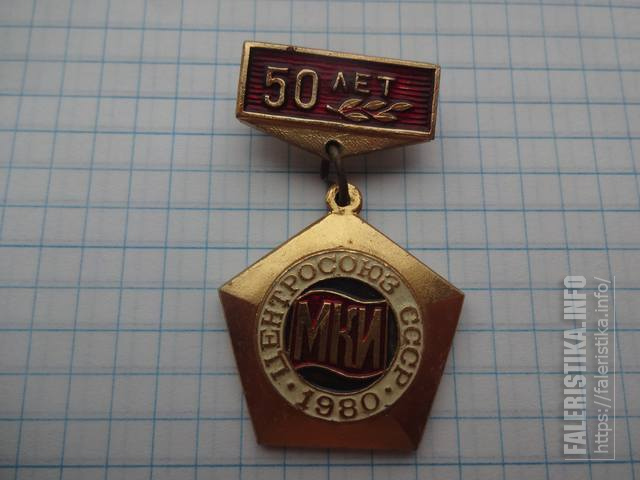 50 ЛЕТ
ЦЕНТРОСОЮЗ СССР
МКИ
• 1980 •
FALERISTIKA.INFO
https://faleristika.info/